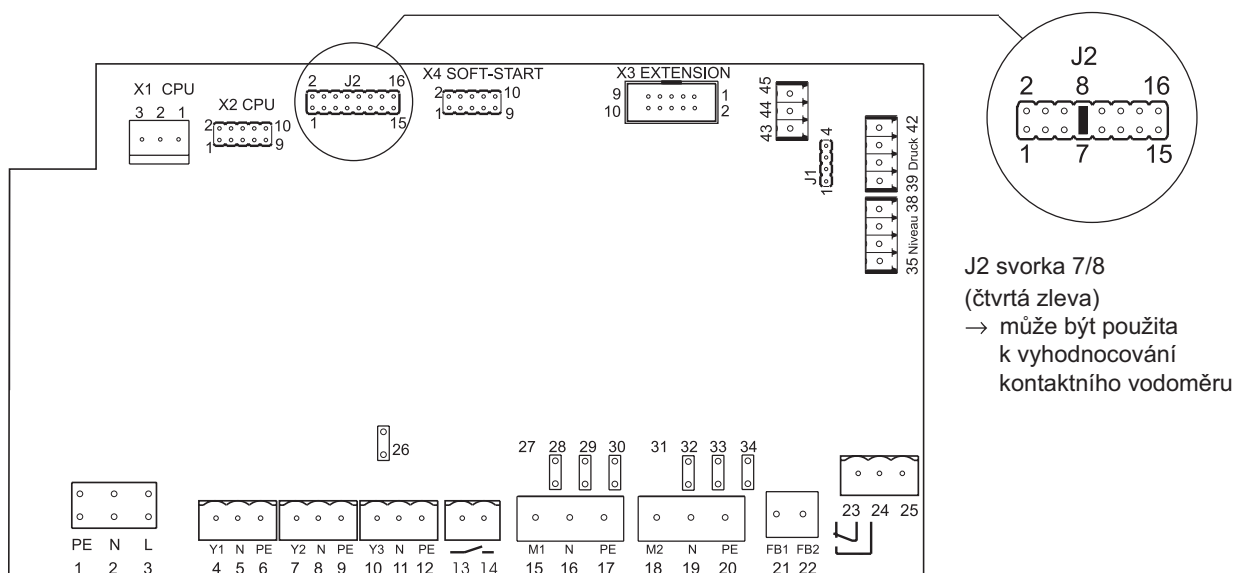 X1 CPU
3 2 1
X2 CPU
2 10
1 9
2 J2 16
1 15
X4 SOFT-START
2 10
1 9
X3 EXTENSION
9 1
10 2
43 44 45
J1
1 4
39 Druck 42
35 Niveau 38
J2
2 8 16
1 7 15
J2 svorka 7/8
(čtvrtá zleva)
→ může být použita
k vyhodnocování
kontaktního vodoměru
26
27 28 29 30 31 32 33 34
23 24 25
PE N L
1 2 3
Y1 N PE Y2 N PE Y3 N PE
4 5 6 7 8 9 10 11 12 13 14
M1 N PE M2 N PE FB1 FB2
15 16 17 18 19 20 21 22